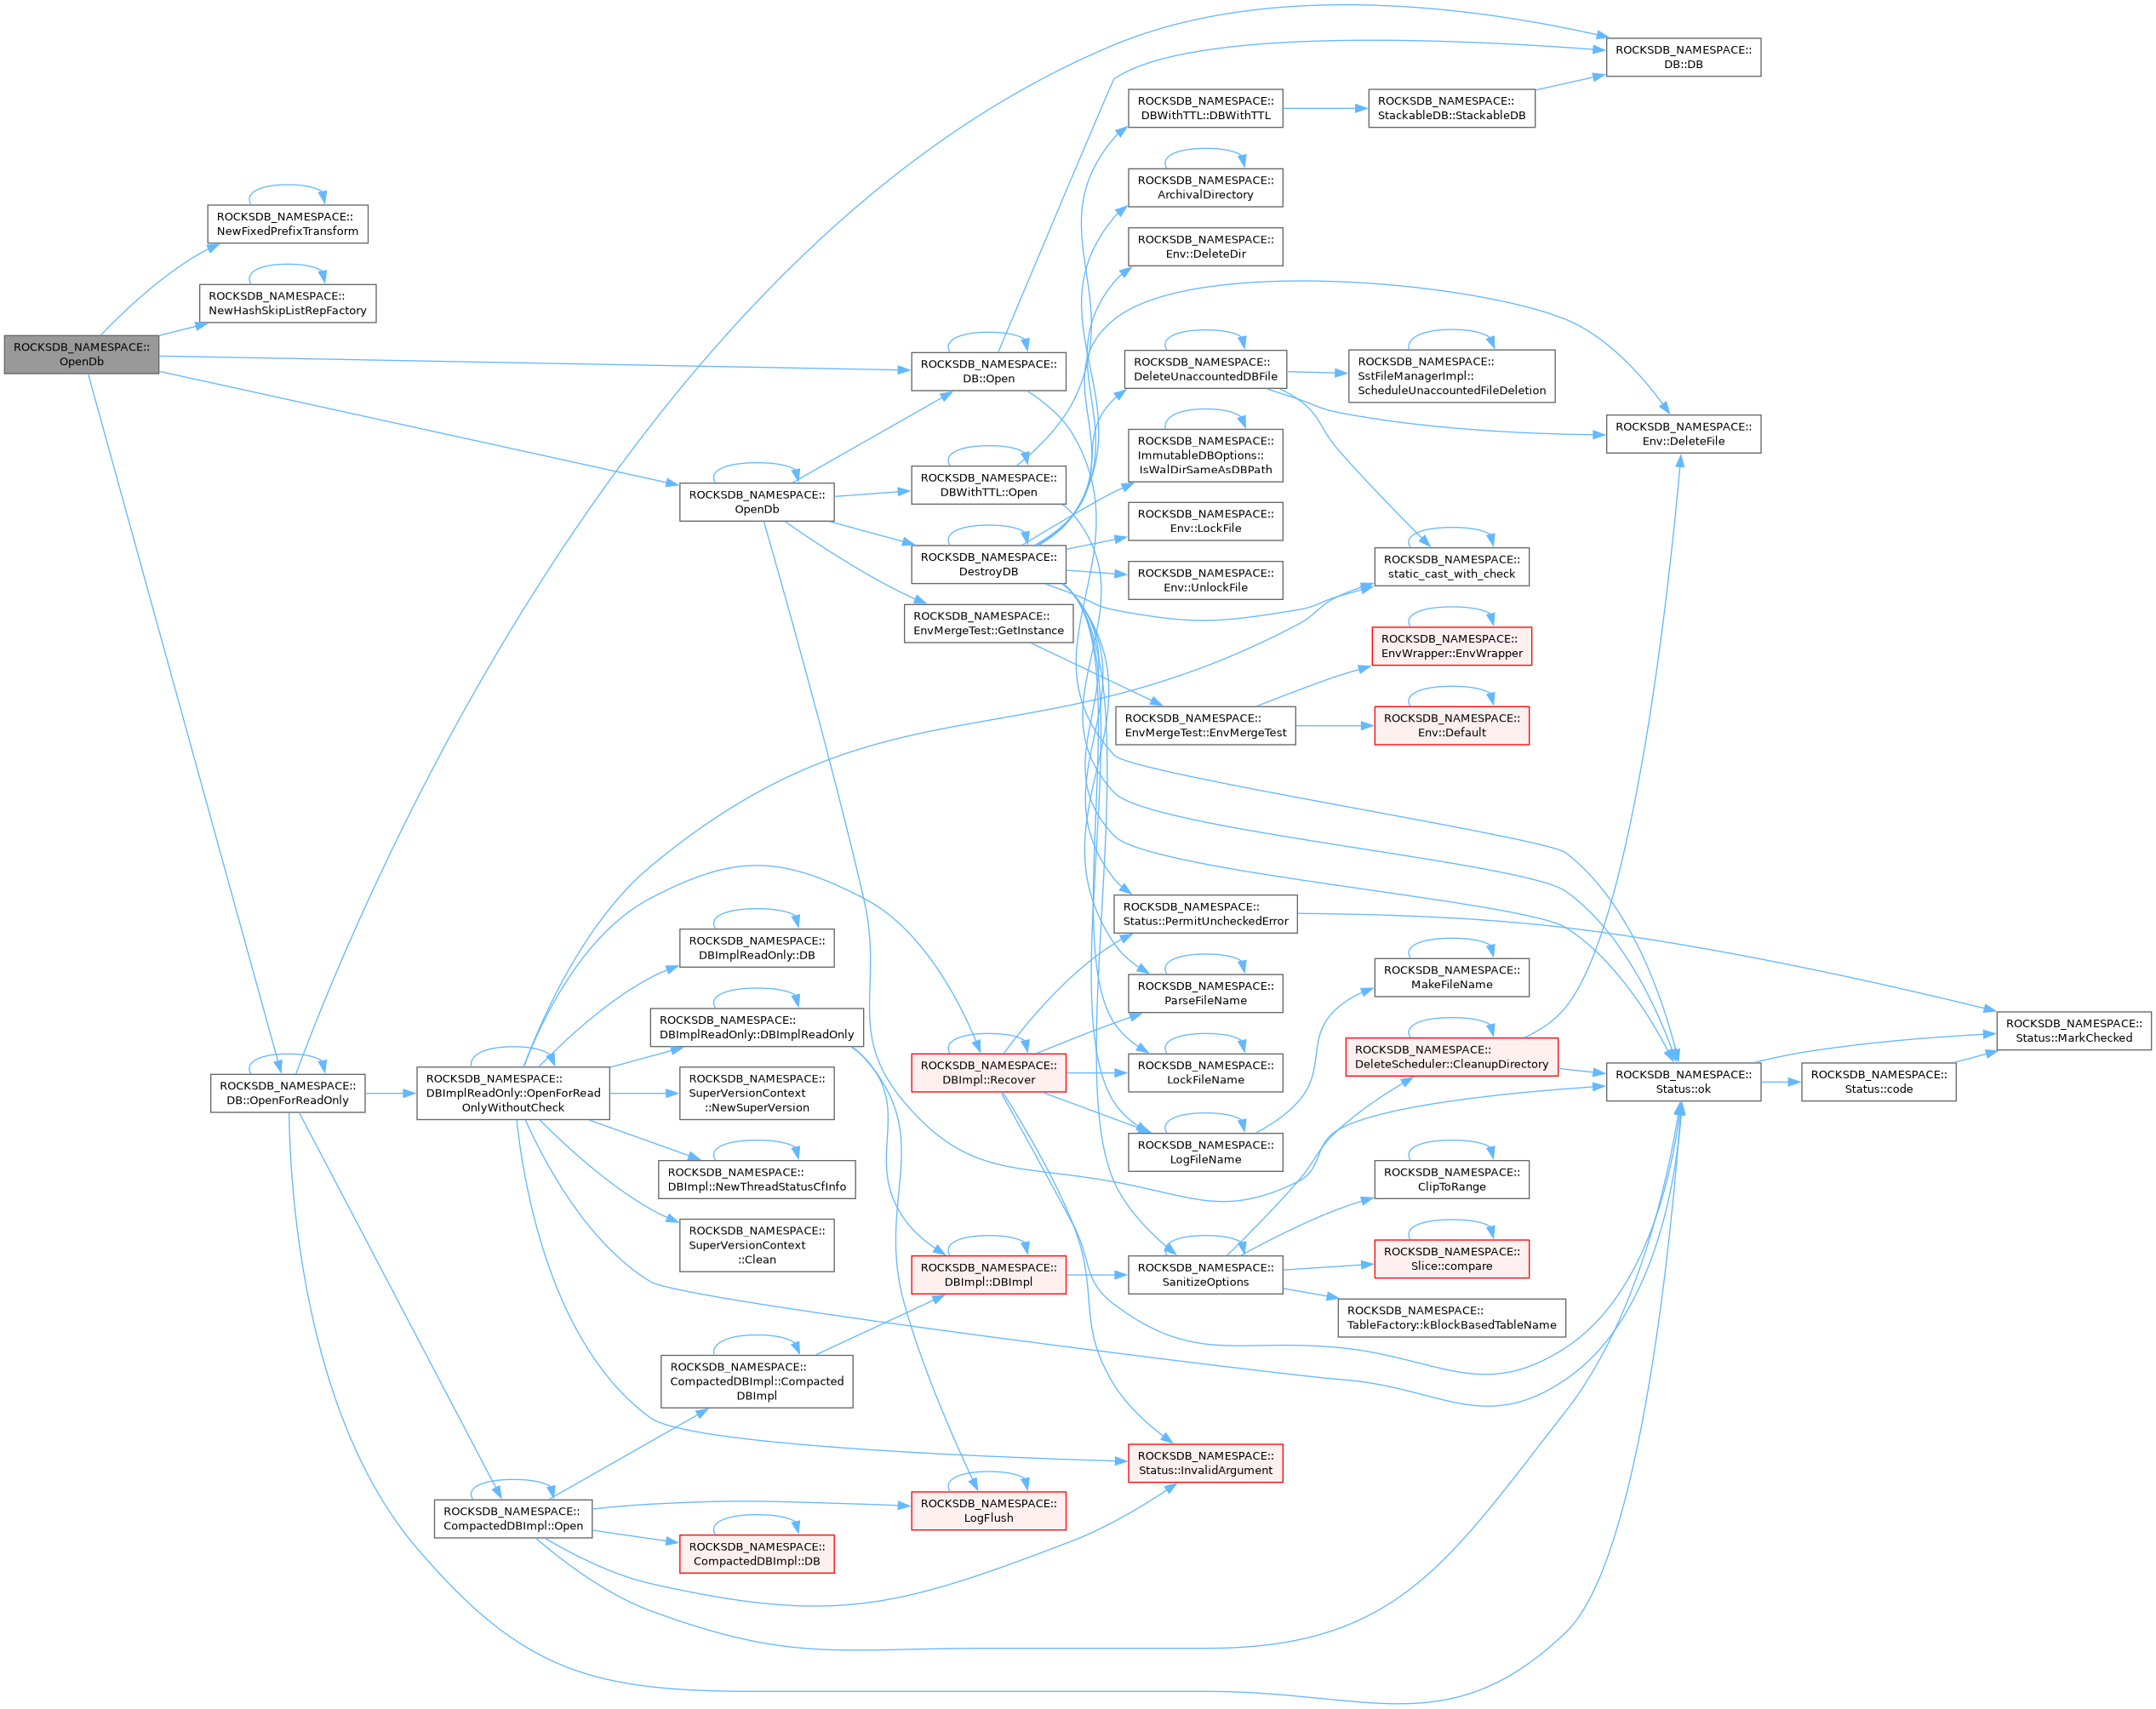 ROCKSDB_NAMESPACE::
OpenDb
ROCKSDB_NAMESPACE::
NewFixedPrefixTransform
ROCKSDB_NAMESPACE::
NewHashSkipListRepFactory
ROCKSDB_NAMESPACE::
DB::OpenForReadOnly
ROCKSDB_NAMESPACE::
DBImplReadOnly::OpenForRead
OnlyWithoutCheck
ROCKSDB_NAMESPACE::
CompactedDBImpl::Open
ROCKSDB_NAMESPACE::
OpenDb
ROCKSDB_NAMESPACE::
DBImplReadOnly::DB
ROCKSDB_NAMESPACE::
DBImplReadOnly::DBImplReadOnly
ROCKSDB_NAMESPACE::
SuperVersionContext
::NewSuperVersion
ROCKSDB_NAMESPACE::
DBImpl::NewThreadStatusCfInfo
ROCKSDB_NAMESPACE::
SuperVersionContext
::Clean
ROCKSDB_NAMESPACE::
CompactedDBImpl::Compacted
DBImpl
ROCKSDB_NAMESPACE::
CompactedDBImpl::DB
ROCKSDB_NAMESPACE::
DB::Open
ROCKSDB_NAMESPACE::
DBWithTTL::Open
ROCKSDB_NAMESPACE::
DestroyDB
ROCKSDB_NAMESPACE::
EnvMergeTest::GetInstance
ROCKSDB_NAMESPACE::
DBImpl::Recover
ROCKSDB_NAMESPACE::
DBImpl::DBImpl
ROCKSDB_NAMESPACE::
LogFlush
ROCKSDB_NAMESPACE::
DBWithTTL::DBWithTTL
ROCKSDB_NAMESPACE::
ArchivalDirectory
ROCKSDB_NAMESPACE::
Env::DeleteDir
ROCKSDB_NAMESPACE::
DeleteUnaccountedDBFile
ROCKSDB_NAMESPACE::
ImmutableDBOptions::
IsWalDirSameAsDBPath
ROCKSDB_NAMESPACE::
Env::LockFile
ROCKSDB_NAMESPACE::
Env::UnlockFile
ROCKSDB_NAMESPACE::
EnvMergeTest::EnvMergeTest
ROCKSDB_NAMESPACE::
Status::PermitUncheckedError
ROCKSDB_NAMESPACE::
ParseFileName
ROCKSDB_NAMESPACE::
LockFileName
ROCKSDB_NAMESPACE::
LogFileName
ROCKSDB_NAMESPACE::
SanitizeOptions
ROCKSDB_NAMESPACE::
Status::InvalidArgument
ROCKSDB_NAMESPACE::
StackableDB::StackableDB
ROCKSDB_NAMESPACE::
SstFileManagerImpl::
ScheduleUnaccountedFileDeletion
ROCKSDB_NAMESPACE::
static_cast_with_check
ROCKSDB_NAMESPACE::
EnvWrapper::EnvWrapper
ROCKSDB_NAMESPACE::
Env::Default
ROCKSDB_NAMESPACE::
MakeFileName
ROCKSDB_NAMESPACE::
DeleteScheduler::CleanupDirectory
ROCKSDB_NAMESPACE::
ClipToRange
ROCKSDB_NAMESPACE::
Slice::compare
ROCKSDB_NAMESPACE::
TableFactory::kBlockBasedTableName
ROCKSDB_NAMESPACE::
DB::DB
ROCKSDB_NAMESPACE::
Env::DeleteFile
ROCKSDB_NAMESPACE::
Status::ok
ROCKSDB_NAMESPACE::
Status::code
ROCKSDB_NAMESPACE::
Status::MarkChecked